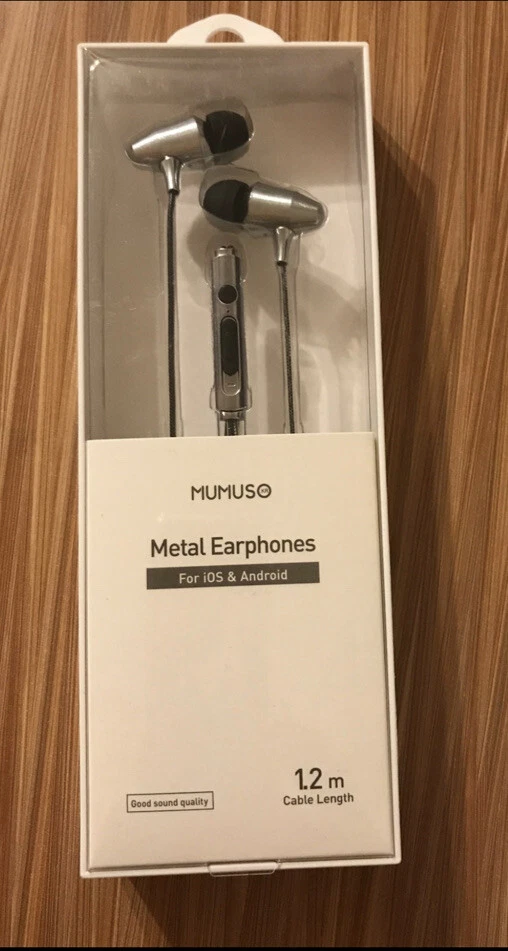 MUMUSO
Metal Earphones
For iOS & Android
1.2 m
Cable Length
Good sound quality